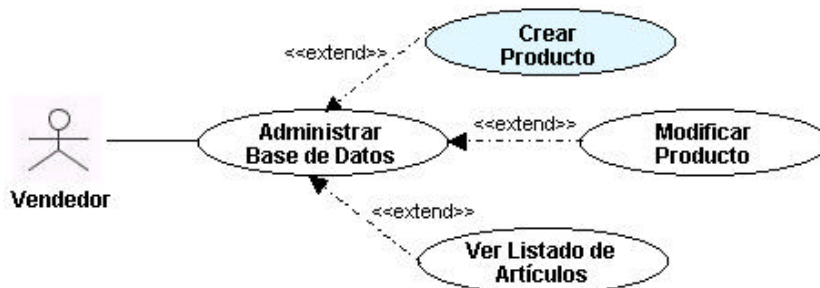 Crear
Producto
<<extend>>
Administrar
Base de Datos
<<extend>>
Modificar
Producto
Vendedor
<<extend>>
Ver Listado de
Artículos